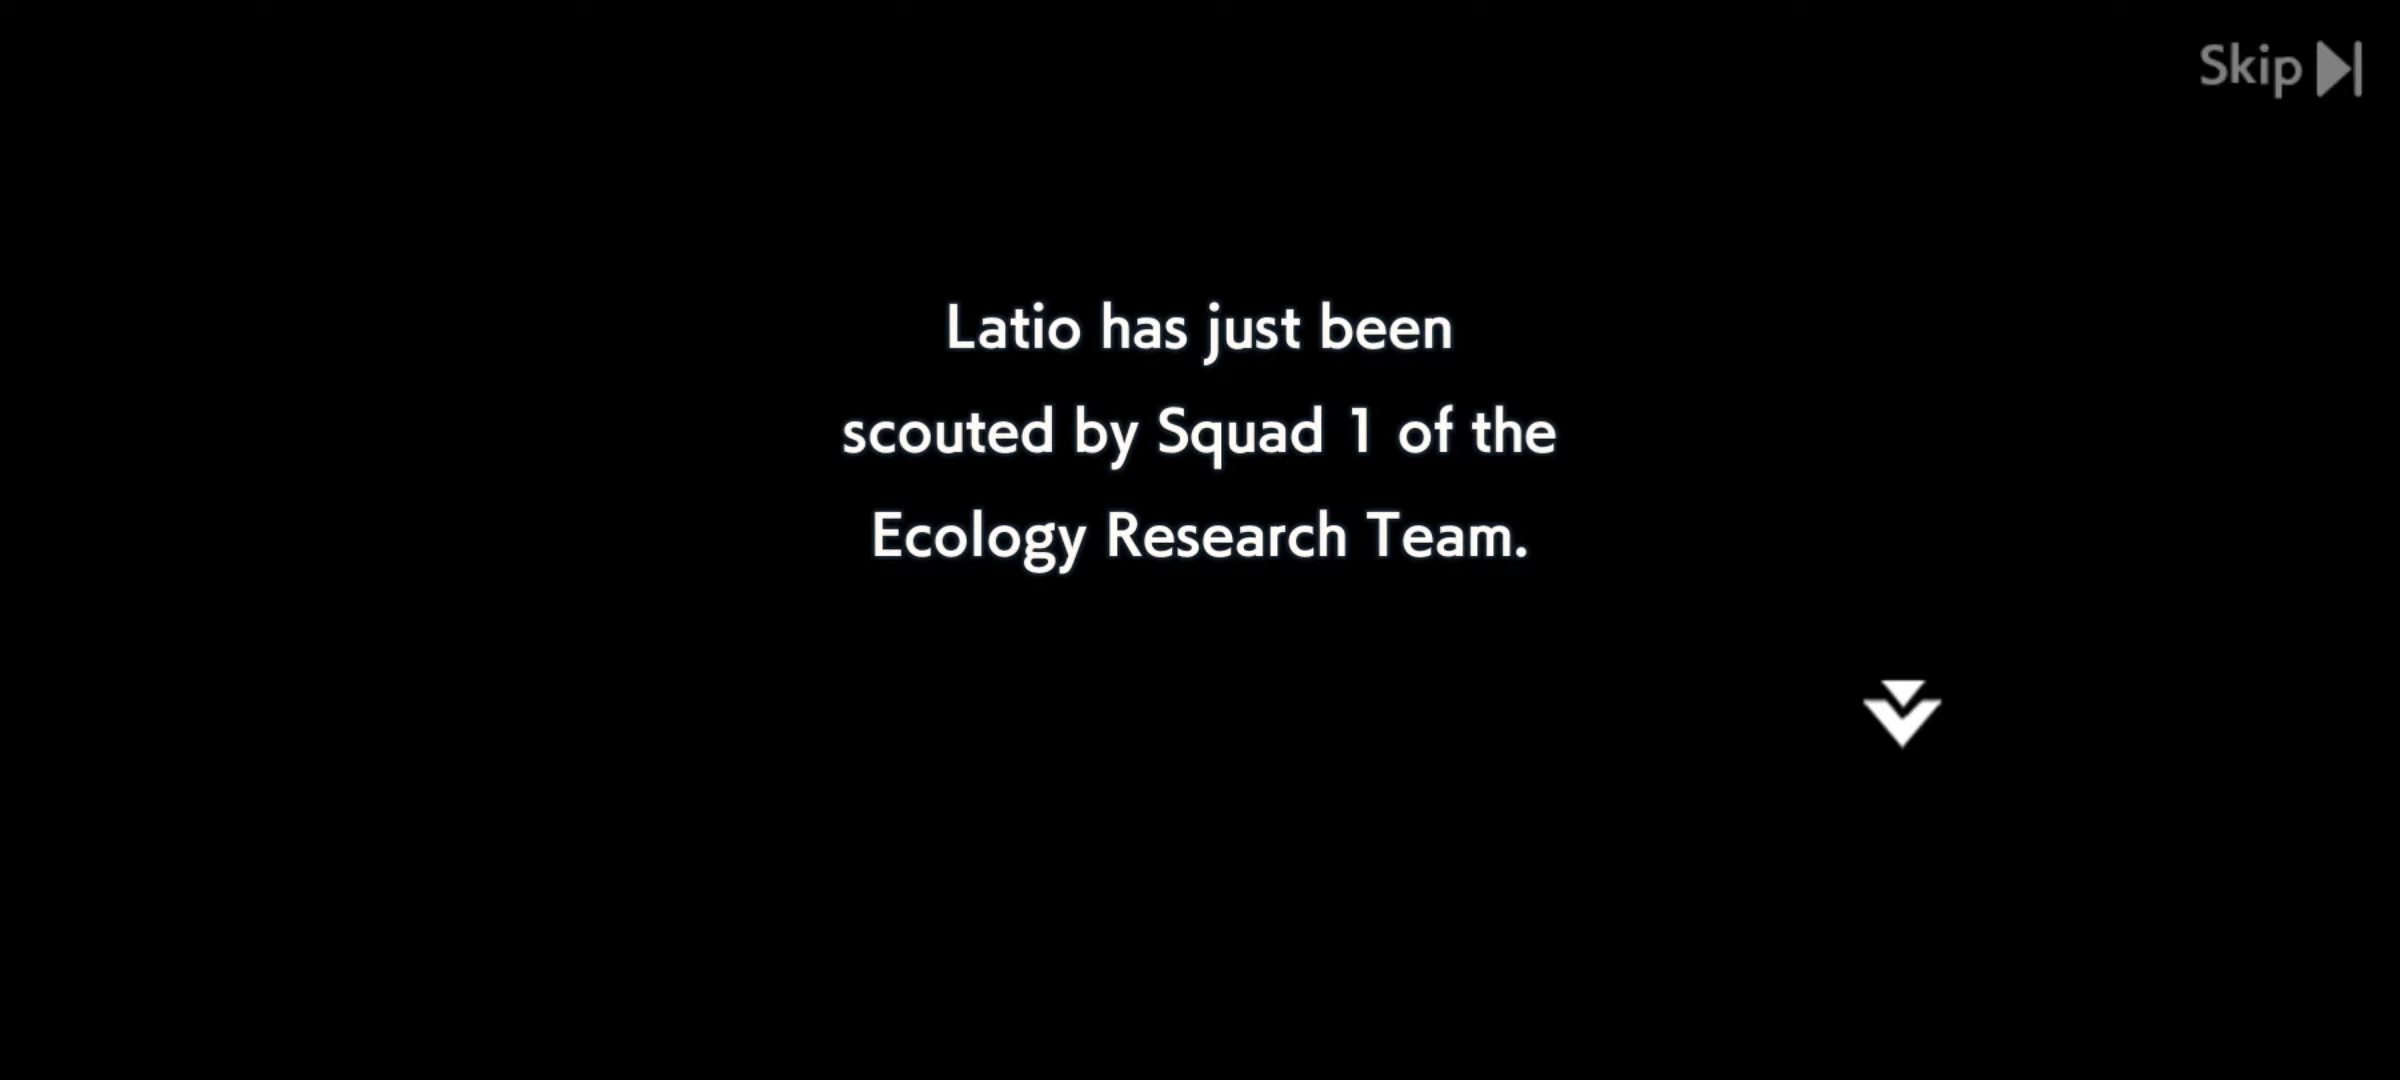 Skip
Latio has just been
scouted by Squad 1 of the
Ecology Research Team.